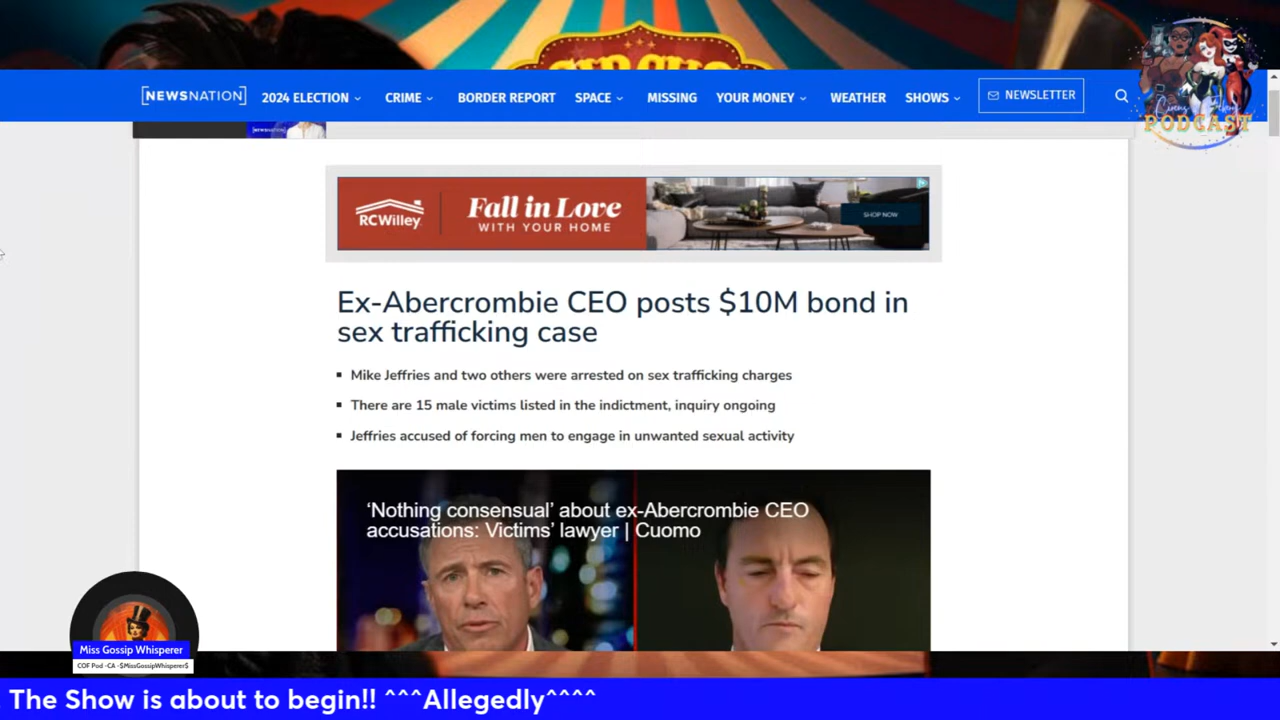 [NEWSNATION] 2024 ELECTION CRIME BORDER REPORT SPACE MISSING YOUR MONEY WEATHER SHOWS NEWSLETTER
PODCAST
RCWilley
Fall in Love
WITH YOUR HOME
SHOP NOW
Ex-Abercrombie CEO posts $10M bond in
sex trafficking case
▪ Mike Jeffries and two others were arrested on sex trafficking charges
▪ There are 15 male victims listed in the indictment, inquiry ongoing
▪ Jeffries accused of forcing men to engage in unwanted sexual activity
‘Nothing consensual’ about ex-Abercrombie CEO
accusations: Victims’ lawyer | Cuomo
Miss Gossip Whisperer
COF Pod -CA -$MissGossipWhisperer$
The Show is about to begin!! ^^^Allegedly^^^^